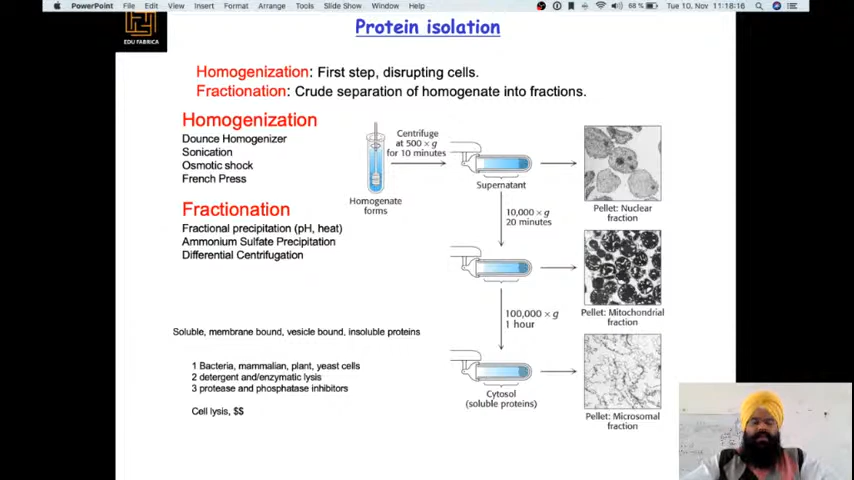 PowerPoint File Edit View Insert Format Arrange Tools Slide Show Window Help 68 % Tue 10. Nov 11:18:16
EDU FABRICA
Protein isolation
Homogenization: First step, disrupting cells.
Fractionation: Crude separation of homogenate into fractions.
Homogenization
Dounce Homogenizer
Sonication
Osmotic shock
French Press
Fractionation
Fractional precipitation (pH, heat)
Ammonium Sulfate Precipitation
Differential Centrifugation
Soluble, membrane bound, vesicle bound, insoluble proteins
1 Bacteria, mammalian, plant, yeast cells
2 detergent and/enzymatic lysis
3 protease and phosphatase inhibitors
Cell lysis, $$
Homogenate
forms
Centrifuge
at 500 × g
for 10 minutes
Supernatant
Pellet: Nuclear
fraction
10,000 × g
20 minutes
Pellet: Mitochondrial
fraction
100,000 × g
1 hour
Cytosol
(soluble proteins)
Pellet: Microsomal
fraction